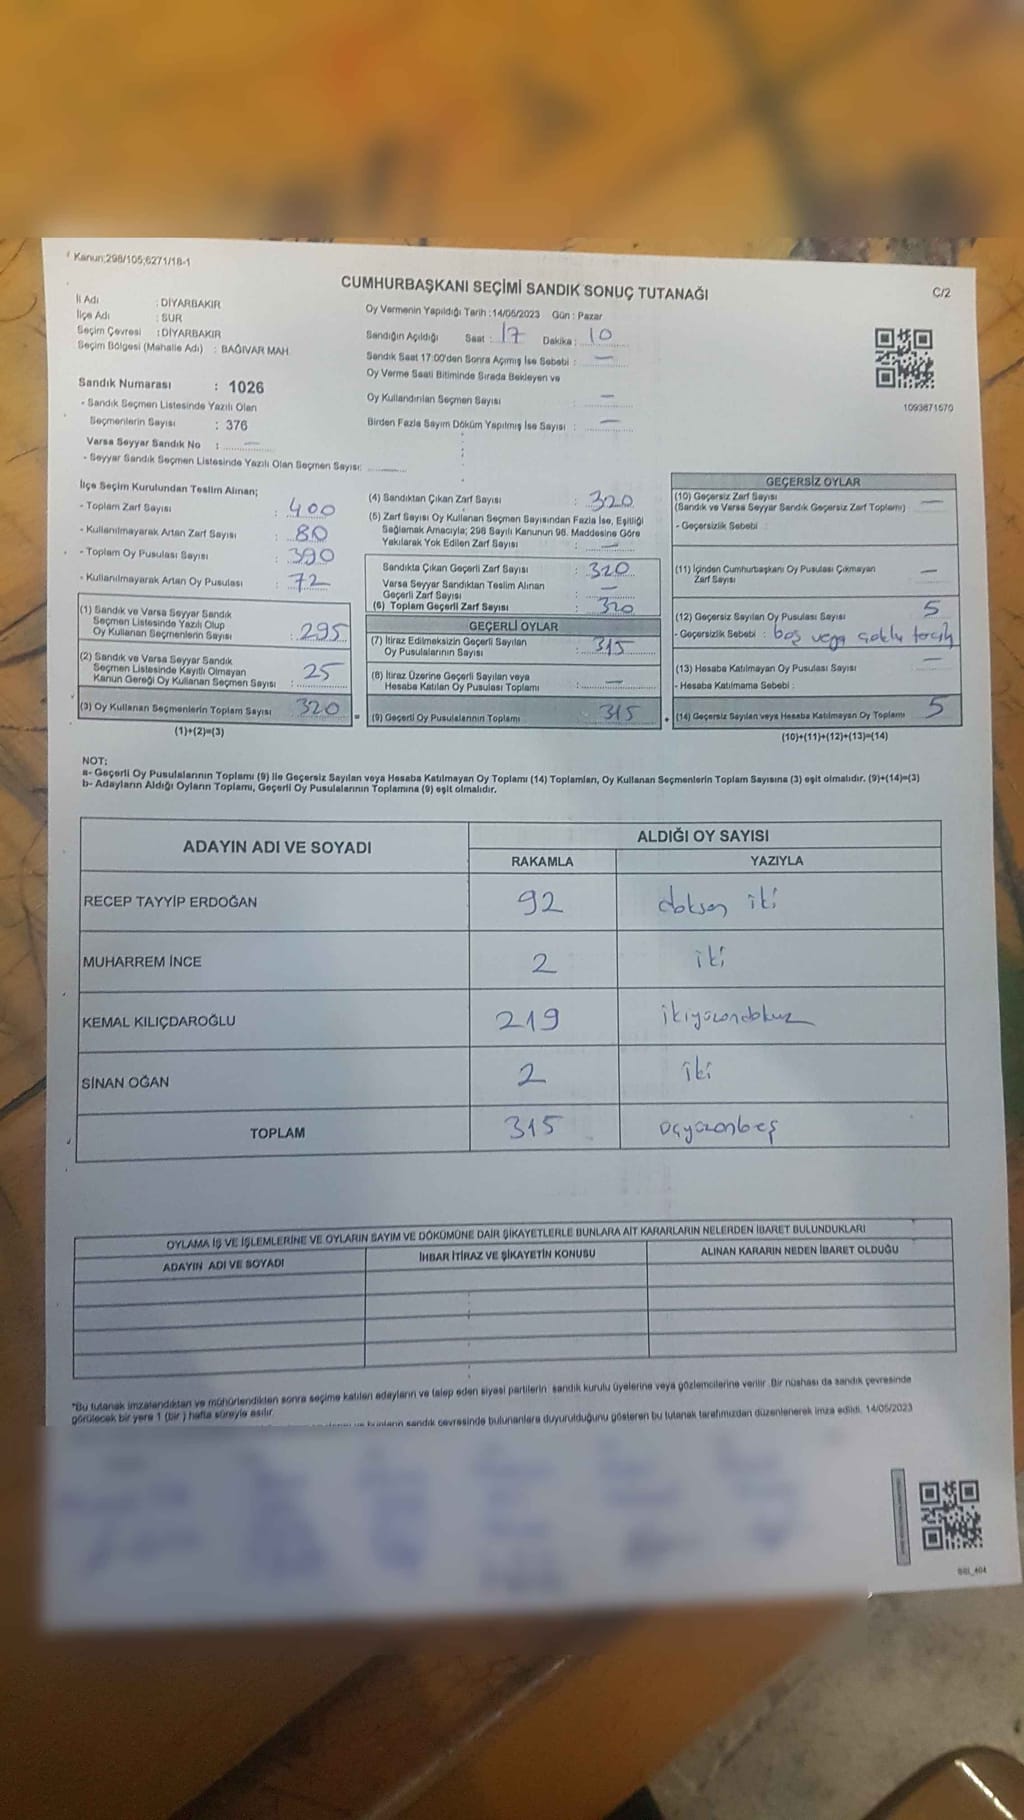 Kanun;298/105;6271/18-1
CUMHURBAŞKANI SEÇİMİ SANDIK SONUÇ TUTANAĞI
C/2
İl Adı : DİYARBAKIR
İlçe Adı : SUR
Seçim Çevresi : DİYARBAKIR
Seçim Bölgesi (Mahalle Adı) : BAĞIVAR MAH.
Oy Vermenin Yapıldığı Tarih :14/05/2023 Gün : Pazar
Sandığın Açıldığı Saat : 17 Dakika : 10
Sandık Saat 17:00'den Sonra Açımış İse Sebebi : —
Oy Verme Saati Bitiminde Sırada Bekleyen ve
Oy Kullandırılan Seçmen Sayısı : —
Birden Fazla Sayım Döküm Yapılmış İse Sayısı : —
1093671570
Sandık Numarası : 1026
- Sandık Seçmen Listesinde Yazılı Olan
Seçmenlerin Sayısı : 376
Varsa Seyyar Sandık No : —
- Seyyar Sandık Seçmen Listesinde Yazılı Olan Seçmen Sayısı:
İlçe Seçim Kurulundan Teslim Alınan;
- Toplam Zarf Sayısı : 400
- Kullanılmayarak Artan Zarf Sayısı : 80
- Toplam Oy Pusulası Sayısı : 390
- Kullanılmayarak Artan Oy Pusulası : 72
(1) Sandık ve Varsa Seyyar Sandık
Seçmen Listesinde Yazılı Olup
Oy Kullanan Seçmenlerin Sayısı : 295
(2) Sandık ve Varsa Seyyar Sandık
Seçmen Listesinde Kayıtlı Olmayan
Kanun Gereği Oy Kullanan Seçmen Sayısı : 25
(3) Oy Kullanan Seçmenlerin Toplam Sayısı 320
(1)+(2)=(3)
(4) Sandıktan Çıkan Zarf Sayısı : 320
(5) Zarf Sayısı Oy Kullanan Seçmen Sayısından Fazla İse, Eşitliği
Sağlamak Amacıyla; 298 Sayılı Kanunun 98. Maddesine Göre
Yakılarak Yok Edilen Zarf Sayısı : —
Sandıkta Çıkan Geçerli Zarf Sayısı : 320
Varsa Seyyar Sandıktan Teslim Alınan
Geçerli Zarf Sayısı : —
(6) Toplam Geçerli Zarf Sayısı : 320
GEÇERLİ OYLAR
(7) İtiraz Edilmeksizin Geçerli Sayılan
Oy Pusulalarının Sayısı : 315
(8) İtiraz Üzerine Geçerli Sayılan veya
Hesaba Katılan Oy Pusulası Toplamı : —
= (9) Geçerli Oy Pusulalarının Toplamı 315 +
GEÇERSİZ OYLAR
(10) Geçersiz Zarf Sayısı
(Sandık ve Varsa Seyyar Sandık Geçersiz Zarf Toplamı) —
- Geçersizlik Sebebi
(11) İçinden Cumhurbaşkanı Oy Pusulası Çıkmayan
Zarf Sayısı —
(12) Geçersiz Sayılan Oy Pusulası Sayısı 5
- Geçersizlik Sebebi : boş veya çoklu tercih
(13) Hesaba Katılmayan Oy Pusulası Sayısı —
- Hesaba Katılmama Sebebi :
(14) Geçersiz Sayılan veya Hesaba Katılmayan Oy Toplamı 5
(10)+(11)+(12)+(13)=(14)
NOT:
a- Geçerli Oy Pusulalarının Toplamı (9) ile Geçersiz Sayılan veya Hesaba Katılmayan Oy Toplamı (14) Toplamları, Oy Kullanan Seçmenlerin Toplam Sayısına (3) eşit olmalıdır. (9)+(14)=(3)
b- Adayların Aldığı Oyların Toplamı, Geçerli Oy Pusulalarının Toplamına (9) eşit olmalıdır.
ADAYIN ADI VE SOYADI
ALDIĞI OY SAYISI
RAKAMLA YAZIYLA
RECEP TAYYİP ERDOĞAN 92 doksan iki
MUHARREM İNCE 2 iki
KEMAL KILIÇDAROĞLU 219 ikiyüzondokuz
SİNAN OĞAN 2 iki
TOPLAM 315 üçyüzonbeş
OYLAMA İŞ VE İŞLEMLERİNE VE OYLARIN SAYIM VE DÖKÜMÜNE DAİR ŞİKAYETLERLE BUNLARA AİT KARARLARIN NELERDEN İBARET BULUNDUKLARI
ADAYIN ADI VE SOYADI İHBAR İTİRAZ VE ŞİKAYETİN KONUSU ALINAN KARARIN NEDEN İBARET OLDUĞU
*Bu tutanak imzalandıktan ve mühürlendikten sonra seçime katılan adayların ve talep eden siyasi partilerin sandık kurulu üyelerine veya gözlemcilerine verilir. Bir nüshası da sandık çevresinde
görülecek bir yere 1 (bir) hafta süreyle asılır.
ve bunların sandık çevresinde bulunanlara duyurulduğunu gösteren bu tutanak tarafımızdan düzenlenerek imza edildi. 14/05/2023